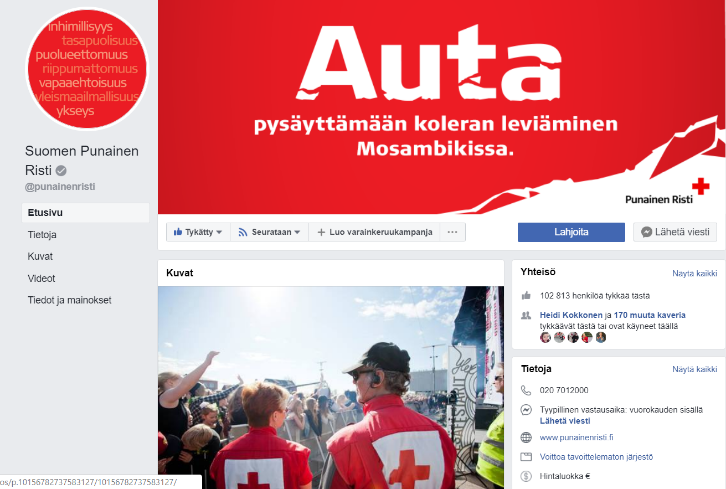 inhimillisyys
tasapuolisuus
puolueettomuus
riippumattomuus
vapaaehtoisuus
yleismaailmallisuus
ykseys
Auta
pysäyttämään koleran leviäminen
Mosambikissa.
Punainen Risti
Suomen Punainen
Risti
@punainenristi
Etusivu
Tietoja
Kuvat
Videot
Tiedot ja mainokset
Tykätty
Seurataan
+ Luo varainkeruukampanja
...
Lahjoita
Lähetä viesti
Kuvat
Yhteisö
Näytä kaikki
102 813 henkilöä tykkää tästä
Heidi Kokkonen ja 170 muuta kaveria
tykkäävät tästä tai ovat käyneet täällä
Tietoja
Näytä kaikki
020 7012000
Tyypillinen vastausaika: vuorokauden sisällä
Lähetä viesti
www.punainenristi.fi
Voittoa tavoittelematon järjestö
Hintaluokka €
os/p.10156782737583127/10156782737583127/